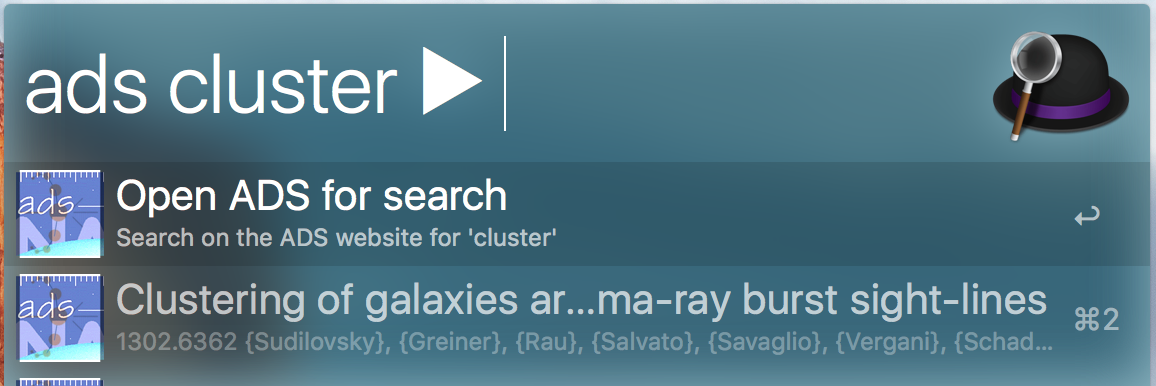 ads cluster ▶
ads
Open ADS for search
Search on the ADS website for 'cluster'
↩
ads
Clustering of galaxies ar...ma-ray burst sight-lines
⌘2
1302.6362 {Sudilovsky}, {Greiner}, {Rau}, {Salvato}, {Savaglio}, {Vergani}, {Schad...